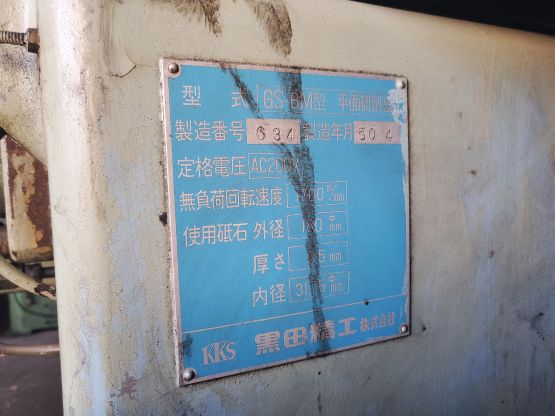 型式 GS-BM型 平面研削盤
製造番号 634 製造年月 50 4
定格電圧 AC200V
無負荷回転速度
使用砥石 外径 180 mm
厚さ mm
内径 mm
KKS 黒田精工株式会社